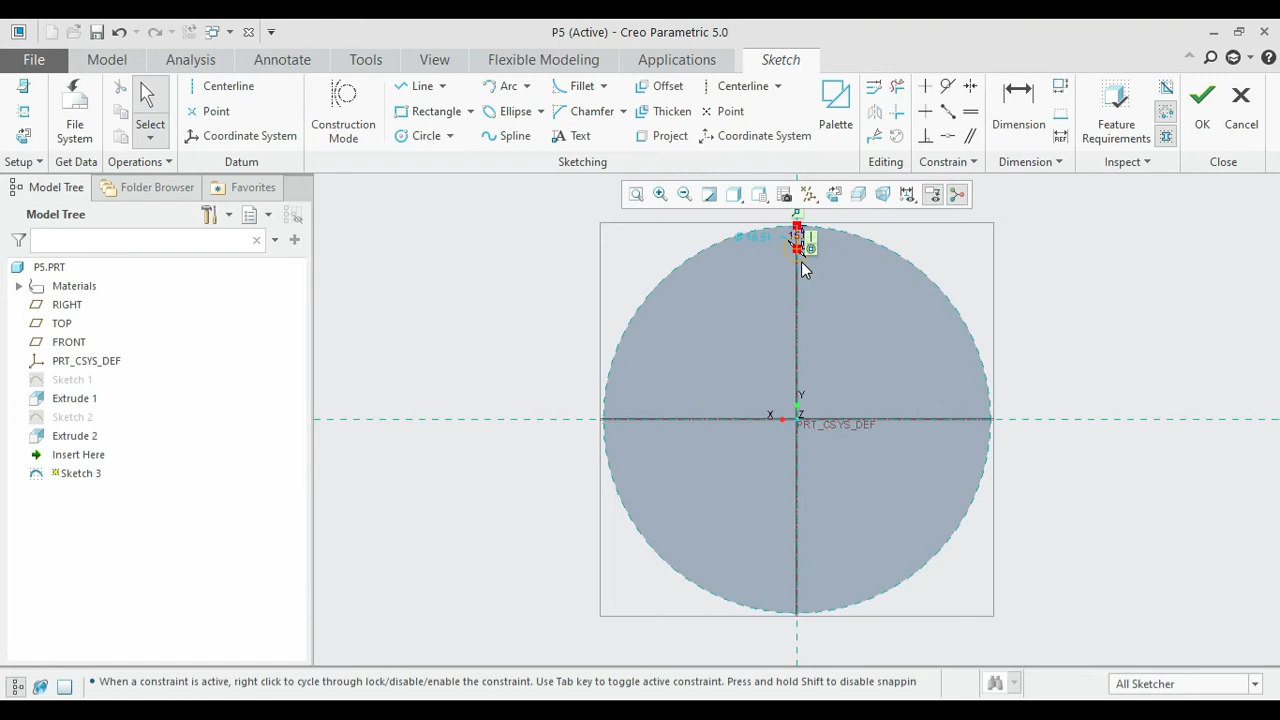 P5 (Active) - Creo Parametric 5.0
File Model Analysis Annotate Tools View Flexible Modeling Applications Sketch
Centerline Line Arc Fillet Offset Centerline
Point Rectangle Ellipse Chamfer Thicken Point
Coordinate System Circle Spline Text Project Coordinate System
File System
Select
Construction Mode
Palette
Dimension
Feature Requirements
OK
Cancel
Setup Get Data Operations Datum Sketching Editing Constrain Dimension Inspect Close
Model Tree Folder Browser Favorites
Model Tree
P5.PRT
Materials
RIGHT
TOP
FRONT
PRT_CSYS_DEF
Sketch 1
Extrude 1
Sketch 2
Extrude 2
Insert Here
Sketch 3
Y
X
Z
PRT_CSYS_DEF
• When a constraint is active, right click to cycle through lock/disable/enable the constraint. Use Tab key to toggle active constraint. Press and hold Shift to disable snappin
All Sketcher